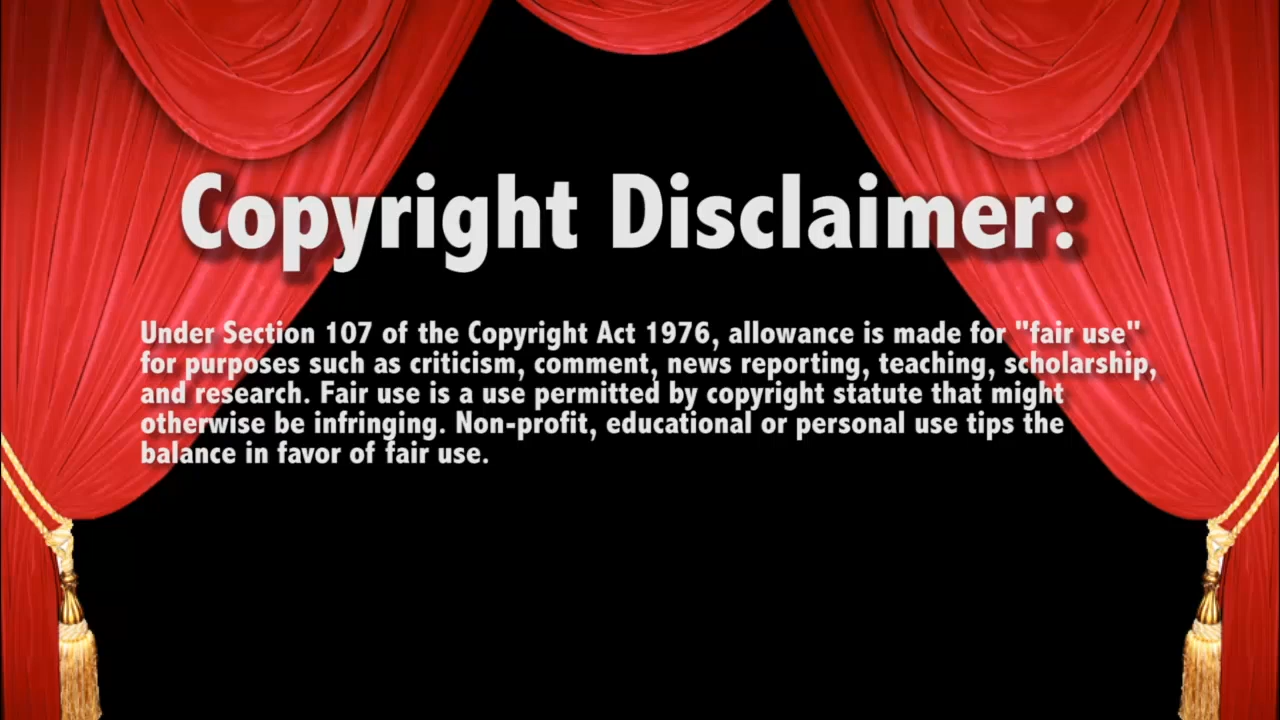 Copyright Disclaimer:
Under Section 107 of the Copyright Act 1976, allowance is made for "fair use"
for purposes such as criticism, comment, news reporting, teaching, scholarship,
and research. Fair use is a use permitted by copyright statute that might
otherwise be infringing. Non-profit, educational or personal use tips the
balance in favor of fair use.